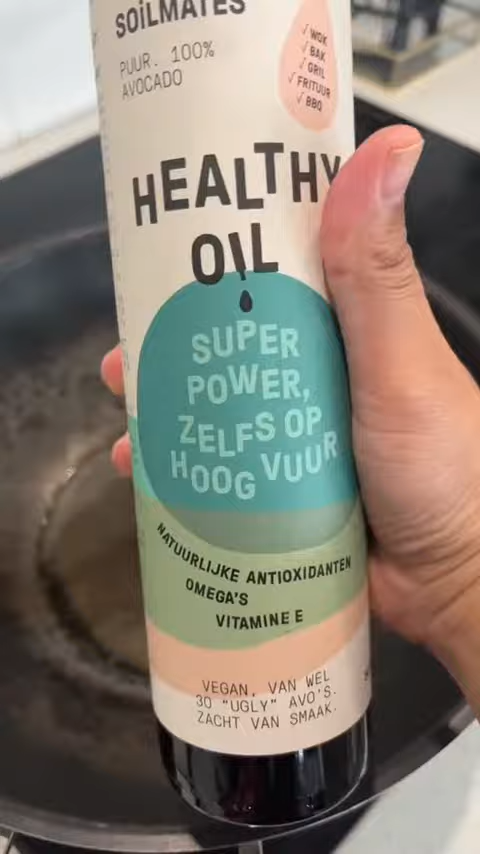 SOiLMATES
PUUR. 100%
AVOCADO
✓ WOK
✓ BAK
✓ GRIL
✓ FRITUUR
✓ BBQ
HEALTHY
OIL
SUPER
POWER,
ZELFS OP
HOOG VUUR
NATUURLIJKE ANTIOXIDANTEN
OMEGA'S
VITAMINE E
VEGAN, VAN WEL
30 "UGLY" AVO'S.
ZACHT VAN SMAAK.